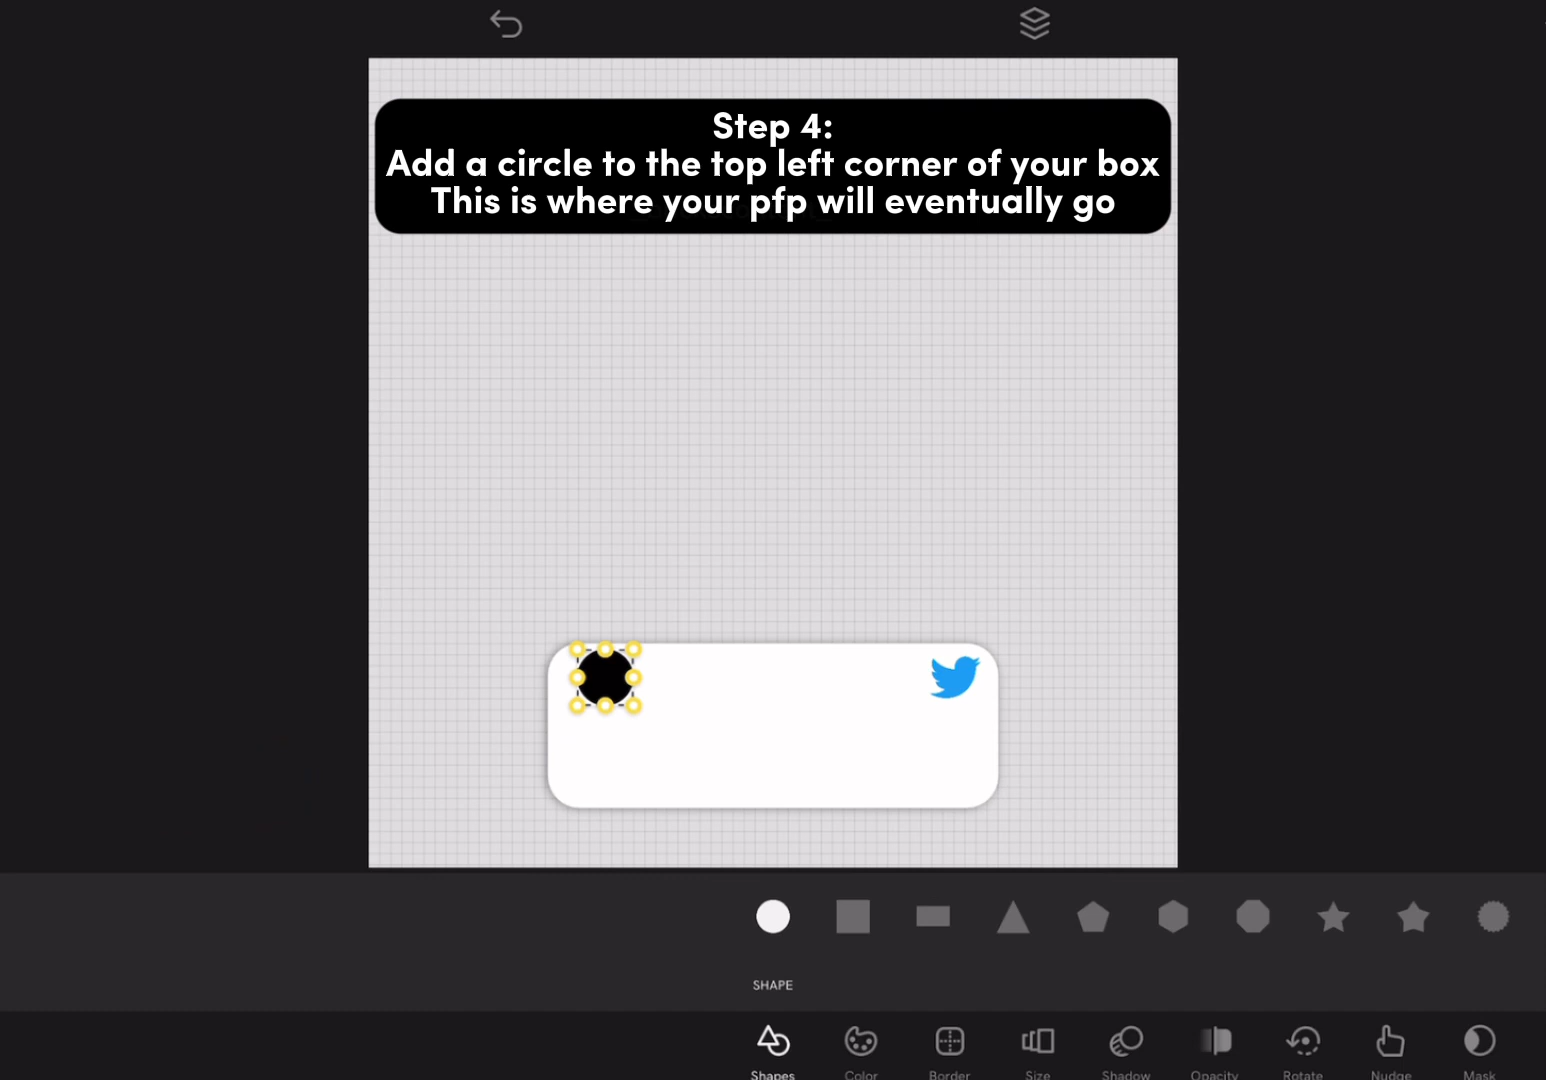 Step 4:
Add a circle to the top left corner of your box
This is where your pfp will eventually go
SHAPE
Shapes Color Border Size Shadow Opacity Rotate Nudge Mask